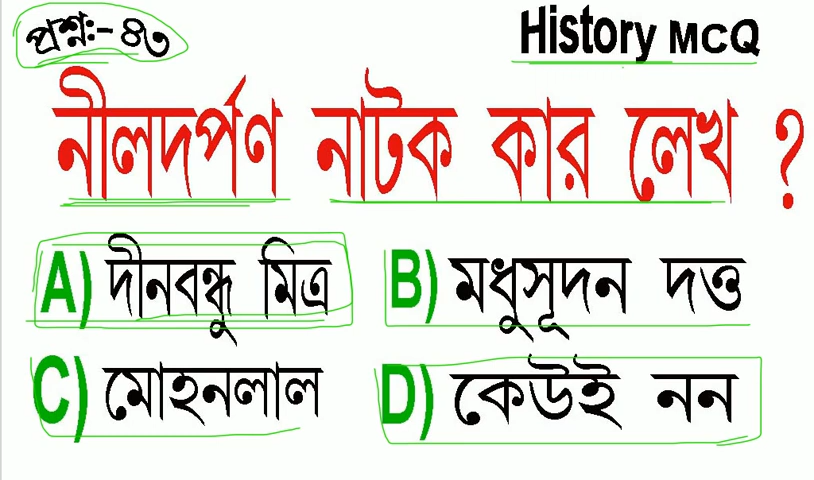 প্রশ্নঃ- ৪৩
History MCQ
নীলদর্পণ নাটক কার লেখ ?
A) দীনবন্ধু মিত্র
B) মধুসূদন দত্ত
C) মোহনলাল
D) কেউই নন